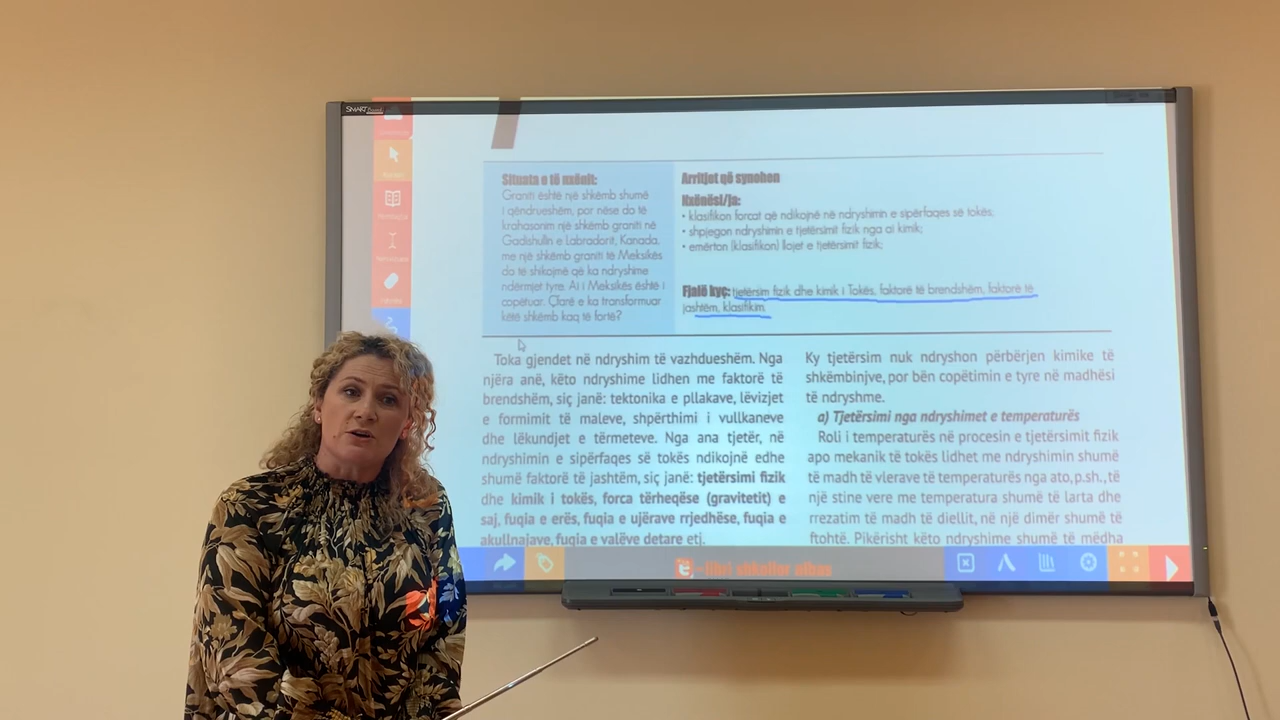 SMART Board
Situata e të nxënit:
Graniti është një shkëmb shumë
i qëndrueshëm, por nëse do të
krahasonim një shkëmb graniti në
Gadishullin e Labradorit, Kanada,
me një shkëmb graniti të Meksikës
do të shikojmë që ka ndryshime
ndërmjet tyre. Ai i Meksikës është i
copëtuar. Çfarë e ka transformuar
këtë shkëmb kaq të fortë?
Arritjet që synohen
Nxënësi/ja:
• klasifikon forcat që ndikojnë në ndryshimin e sipërfaqes së tokës;
• shpjegon ndryshimin e tjetërsimit fizik nga ai kimik;
• emërton (klasifikon) llojet e tjetërsimit fizik;
Fjalë kyç: tjetërsim fizik dhe kimik i Tokës, faktorë të brendshëm, faktorë të
jashtëm, klasifikim.
Toka gjendet në ndryshim të vazhdueshëm. Nga
njëra anë, këto ndryshime lidhen me faktorë të
brendshëm, siç janë: tektonika e pllakave, lëvizjet
e formimit të maleve, shpërthimi i vullkaneve
dhe lëkundjet e tërmeteve. Nga ana tjetër, në
ndryshimin e sipërfaqes së tokës ndikojnë edhe
shumë faktorë të jashtëm, siç janë: tjetërsimi fizik
dhe kimik i tokës, forca tërheqëse (gravitetit) e
saj, fuqia e erës, fuqia e ujërave rrjedhëse, fuqia e
akullnajave, fuqia e valëve detare etj.
Ky tjetërsim nuk ndryshon përbërjen kimike të
shkëmbinjve, por bën copëtimin e tyre në madhësi
të ndryshme.
a) Tjetërsimi nga ndryshimet e temperaturës
Roli i temperaturës në procesin e tjetërsimit fizik
apo mekanik të tokës lidhet me ndryshimin shumë
të madh të vlerave të temperaturës nga ato, p.sh., të
një stine vere me temperatura shumë të larta dhe
rrezatim të madh të diellit, në një dimër shumë të
ftohtë. Pikërisht këto ndryshime shumë të mëdha
e-libri shkollor albas